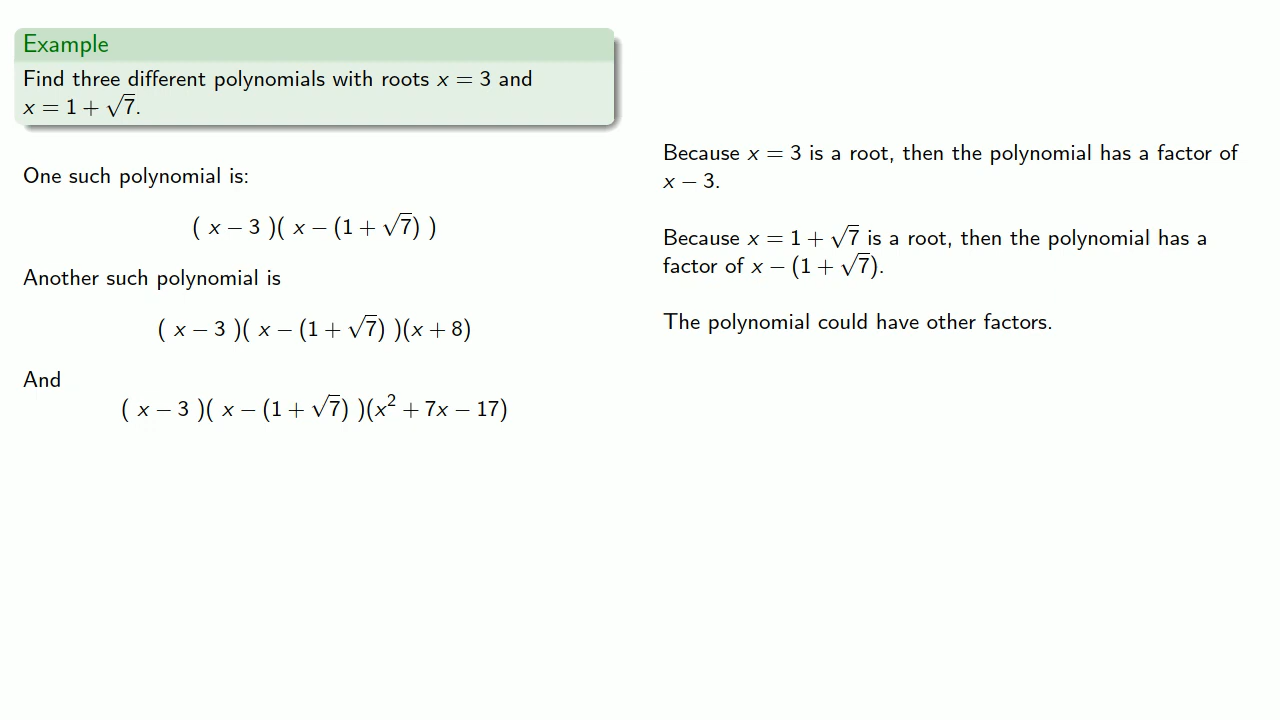 Example
Find three different polynomials with roots x = 3 and
x = 1 + √7.
One such polynomial is:
( x − 3 )( x − (1 + √7) )
Another such polynomial is
( x − 3 )( x − (1 + √7) )(x + 8)
And
( x − 3 )( x − (1 + √7) )(x² + 7x − 17)
Because x = 3 is a root, then the polynomial has a factor of
x − 3.
Because x = 1 + √7 is a root, then the polynomial has a
factor of x − (1 + √7).
The polynomial could have other factors.